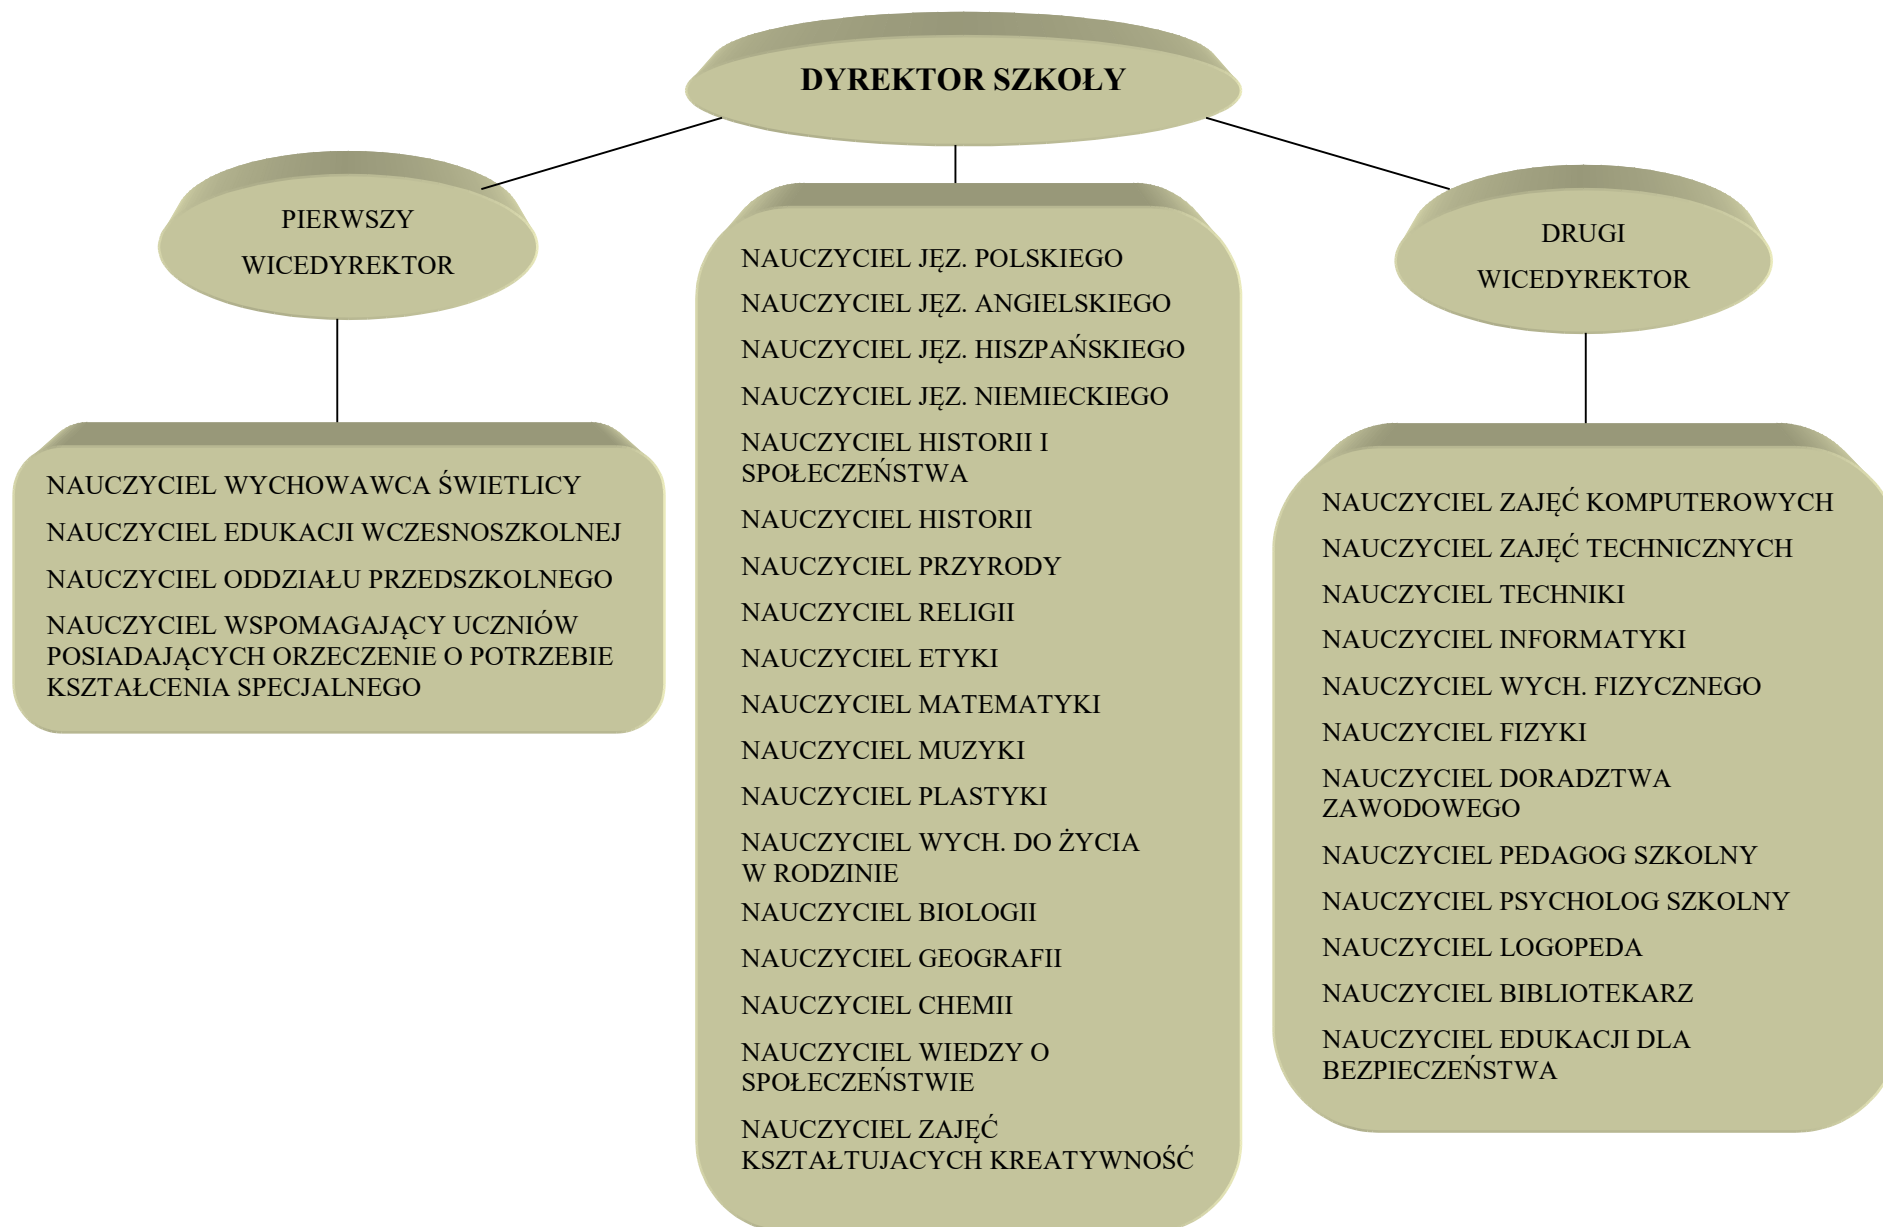 DYREKTOR SZKOŁY
PIERWSZY
WICEDYREKTOR
NAUCZYCIEL WYCHOWAWCA ŚWIETLICY
NAUCZYCIEL EDUKACJI WCZESNOSZKOLNEJ
NAUCZYCIEL ODDZIAŁU PRZEDSZKOLNEGO
NAUCZYCIEL WSPOMAGAJĄCY UCZNIÓW
POSIADAJĄCYCH ORZECZENIE O POTRZEBIE
KSZTAŁCENIA SPECJALNEGO
NAUCZYCIEL JĘZ. POLSKIEGO
NAUCZYCIEL JĘZ. ANGIELSKIEGO
NAUCZYCIEL JĘZ. HISZPAŃSKIEGO
NAUCZYCIEL JĘZ. NIEMIECKIEGO
NAUCZYCIEL HISTORII I
SPOŁECZEŃSTWA
NAUCZYCIEL HISTORII
NAUCZYCIEL PRZYRODY
NAUCZYCIEL RELIGII
NAUCZYCIEL ETYKI
NAUCZYCIEL MATEMATYKI
NAUCZYCIEL MUZYKI
NAUCZYCIEL PLASTYKI
NAUCZYCIEL WYCH. DO ŻYCIA
W RODZINIE
NAUCZYCIEL BIOLOGII
NAUCZYCIEL GEOGRAFII
NAUCZYCIEL CHEMII
NAUCZYCIEL WIEDZY O
SPOŁECZEŃSTWIE
NAUCZYCIEL ZAJĘĆ
KSZTAŁTUJACYCH KREATYWNOŚĆ
DRUGI
WICEDYREKTOR
NAUCZYCIEL ZAJĘĆ KOMPUTEROWYCH
NAUCZYCIEL ZAJĘĆ TECHNICZNYCH
NAUCZYCIEL TECHNIKI
NAUCZYCIEL INFORMATYKI
NAUCZYCIEL WYCH. FIZYCZNEGO
NAUCZYCIEL FIZYKI
NAUCZYCIEL DORADZTWA
ZAWODOWEGO
NAUCZYCIEL PEDAGOG SZKOLNY
NAUCZYCIEL PSYCHOLOG SZKOLNY
NAUCZYCIEL LOGOPEDA
NAUCZYCIEL BIBLIOTEKARZ
NAUCZYCIEL EDUKACJI DLA
BEZPIECZEŃSTWA